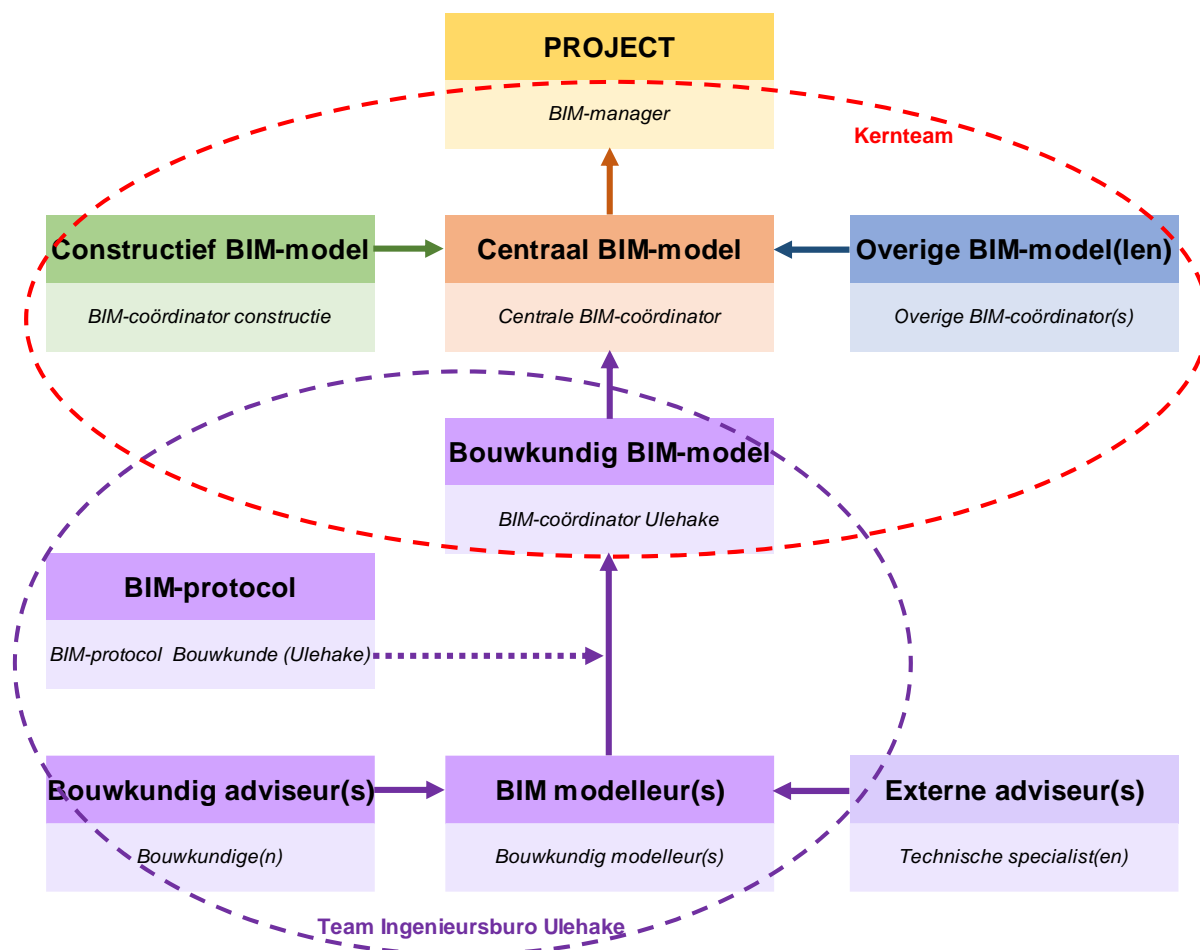 PROJECT
BIM-manager
Kernteam
Constructief BIM-model
BIM-coördinator constructie
Centraal BIM-model
Centrale BIM-coördinator
Overige BIM-model(len)
Overige BIM-coördinator(s)
Bouwkundig BIM-model
BIM-coördinator Ulehake
BIM-protocol
BIM-protocol Bouwkunde (Ulehake)
Bouwkundig adviseur(s)
Bouwkundige(n)
BIM modelleur(s)
Bouwkundig modelleur(s)
Externe adviseur(s)
Technische specialist(en)
Team Ingenieursburo Ulehake